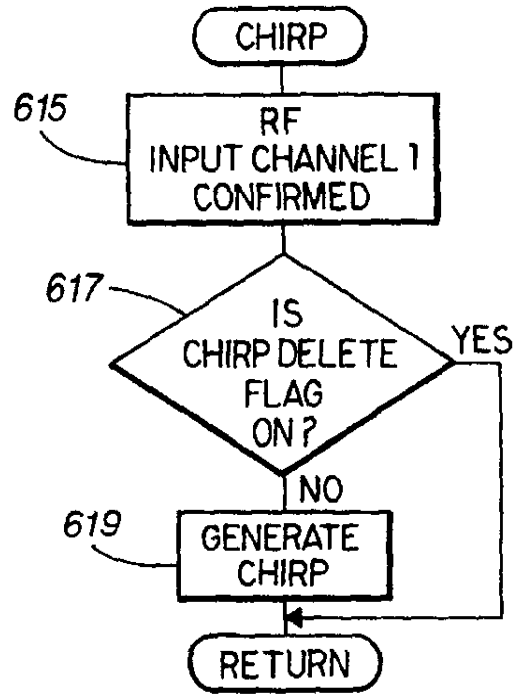 CHIRP
615
RF
INPUT CHANNEL 1
CONFIRMED
617
IS
CHIRP DELETE
FLAG
ON?
YES
NO
619
GENERATE
CHIRP
RETURN